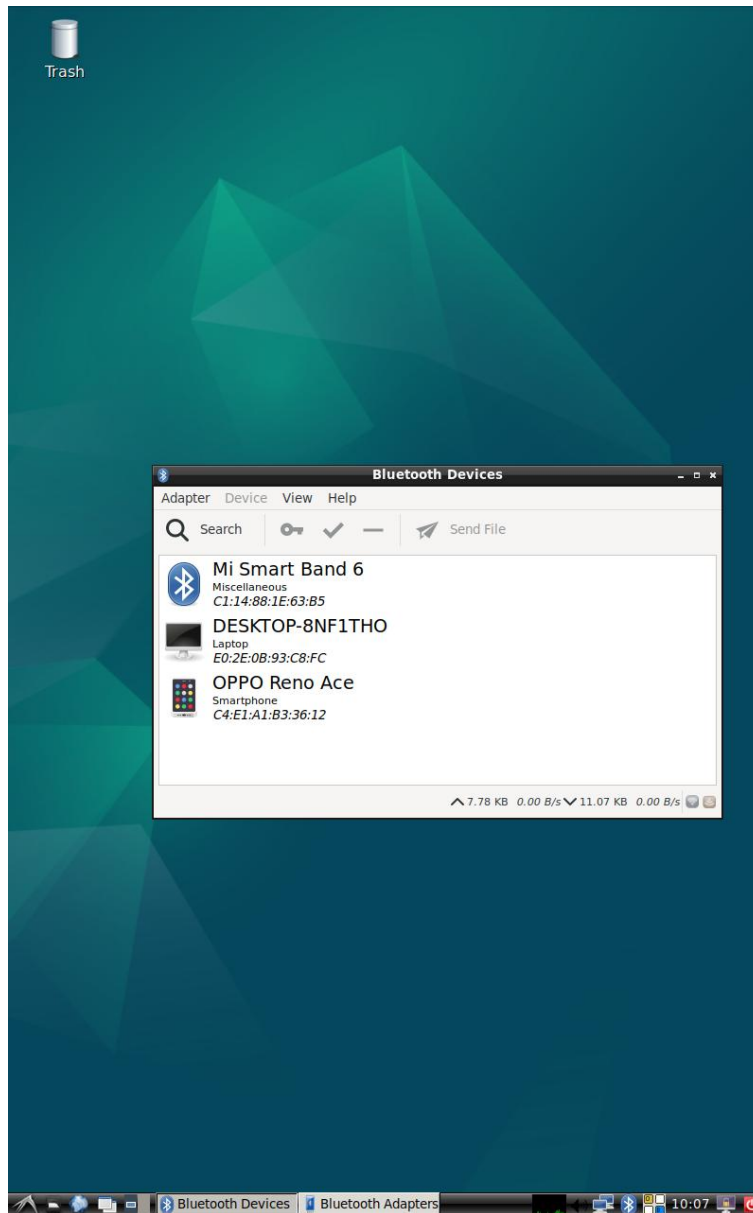 Trash
Bluetooth Devices
Adapter Device View Help
Search Send File
Mi Smart Band 6
Miscellaneous
C1:14:88:1E:63:B5
DESKTOP-8NF1THO
Laptop
E0:2E:0B:93:C8:FC
OPPO Reno Ace
Smartphone
C4:E1:A1:B3:36:12
7.78 KB 0.00 B/s 11.07 KB 0.00 B/s
Bluetooth Devices Bluetooth Adapters 10:07